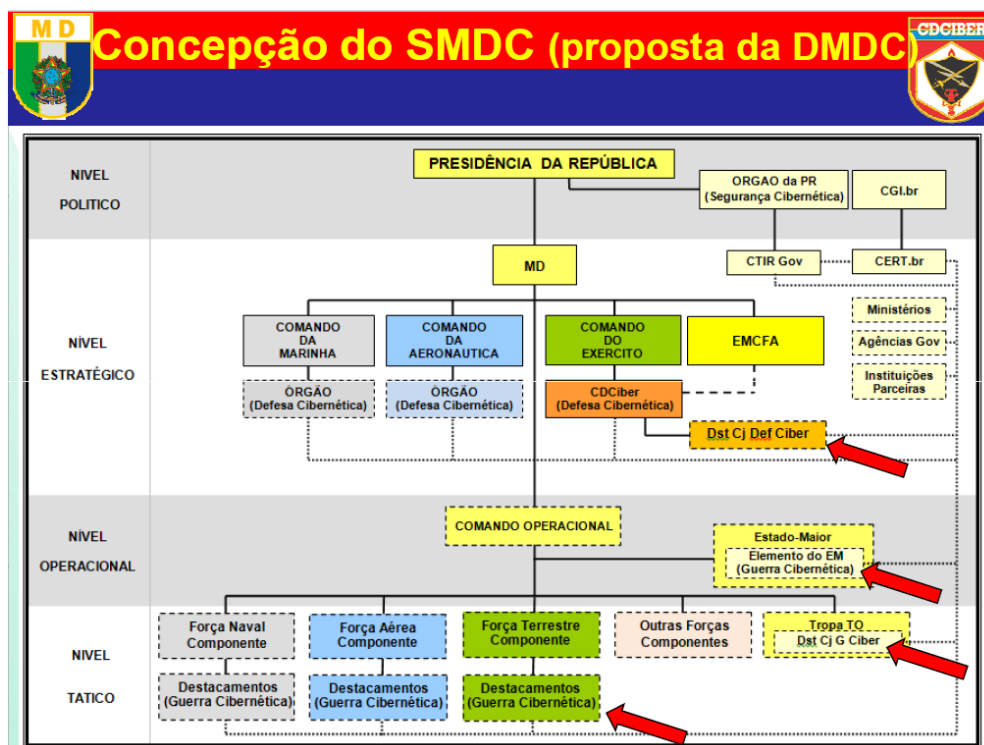 MD
Concepção do SMDC (proposta da DMDC)
CDCIBER
NIVEL
POLITICO
PRESIDÊNCIA DA REPÚBLICA
ORGAO da PR
(Segurança Cibernética)
CGI.br
NÍVEL
ESTRATÉGICO
MD
CTIR Gov
CERT.br
COMANDO
DA
MARINHA
COMANDO
DA
AERONAUTICA
COMANDO
DO
EXERCITO
EMCFA
Ministérios
Agências Gov
Instituições
Parceiras
ÒRGÃO
(Defesa Cibernética)
ÒRGÃO
(Defesa Cibernética)
CDCiber
(Defesa Cibernética)
Dst Cj Def Ciber
NÍVEL
OPERACIONAL
COMANDO OPERACIONAL
Estado-Maior
Elemento do EM
(Guerra Cibernética)
NIVEL
TATICO
Força Naval
Componente
Força Aérea
Componente
Força Terrestre
Componente
Outras Forças
Componentes
Tropa TO
Dst Cj G Ciber
Destacamentos
(Guerra Cibernética)
Destacamentos
(Guerra Cibernética)
Destacamentos
(Guerra Cibernética)